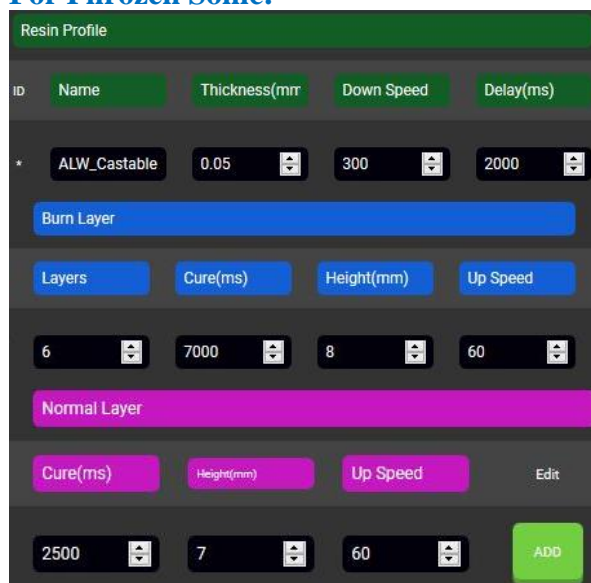 For Phrozen Sonic:
Resin Profile
ID Name Thickness(mm Down Speed Delay(ms)
* ALW_Castable 0.05 300 2000
Burn Layer
Layers Cure(ms) Height(mm) Up Speed
6 7000 8 60
Normal Layer
Cure(ms) Height(mm) Up Speed Edit
2500 7 60 ADD